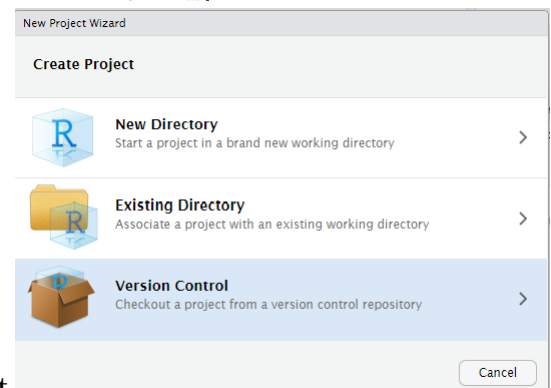 New Project Wizard
Create Project
New Directory
Start a project in a brand new working directory
Existing Directory
Associate a project with an existing working directory
Version Control
Checkout a project from a version control repository
Cancel